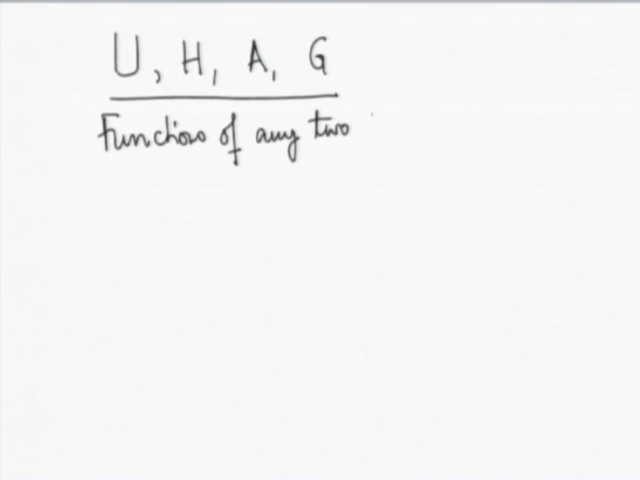 U, H, A, G
Functions of any two